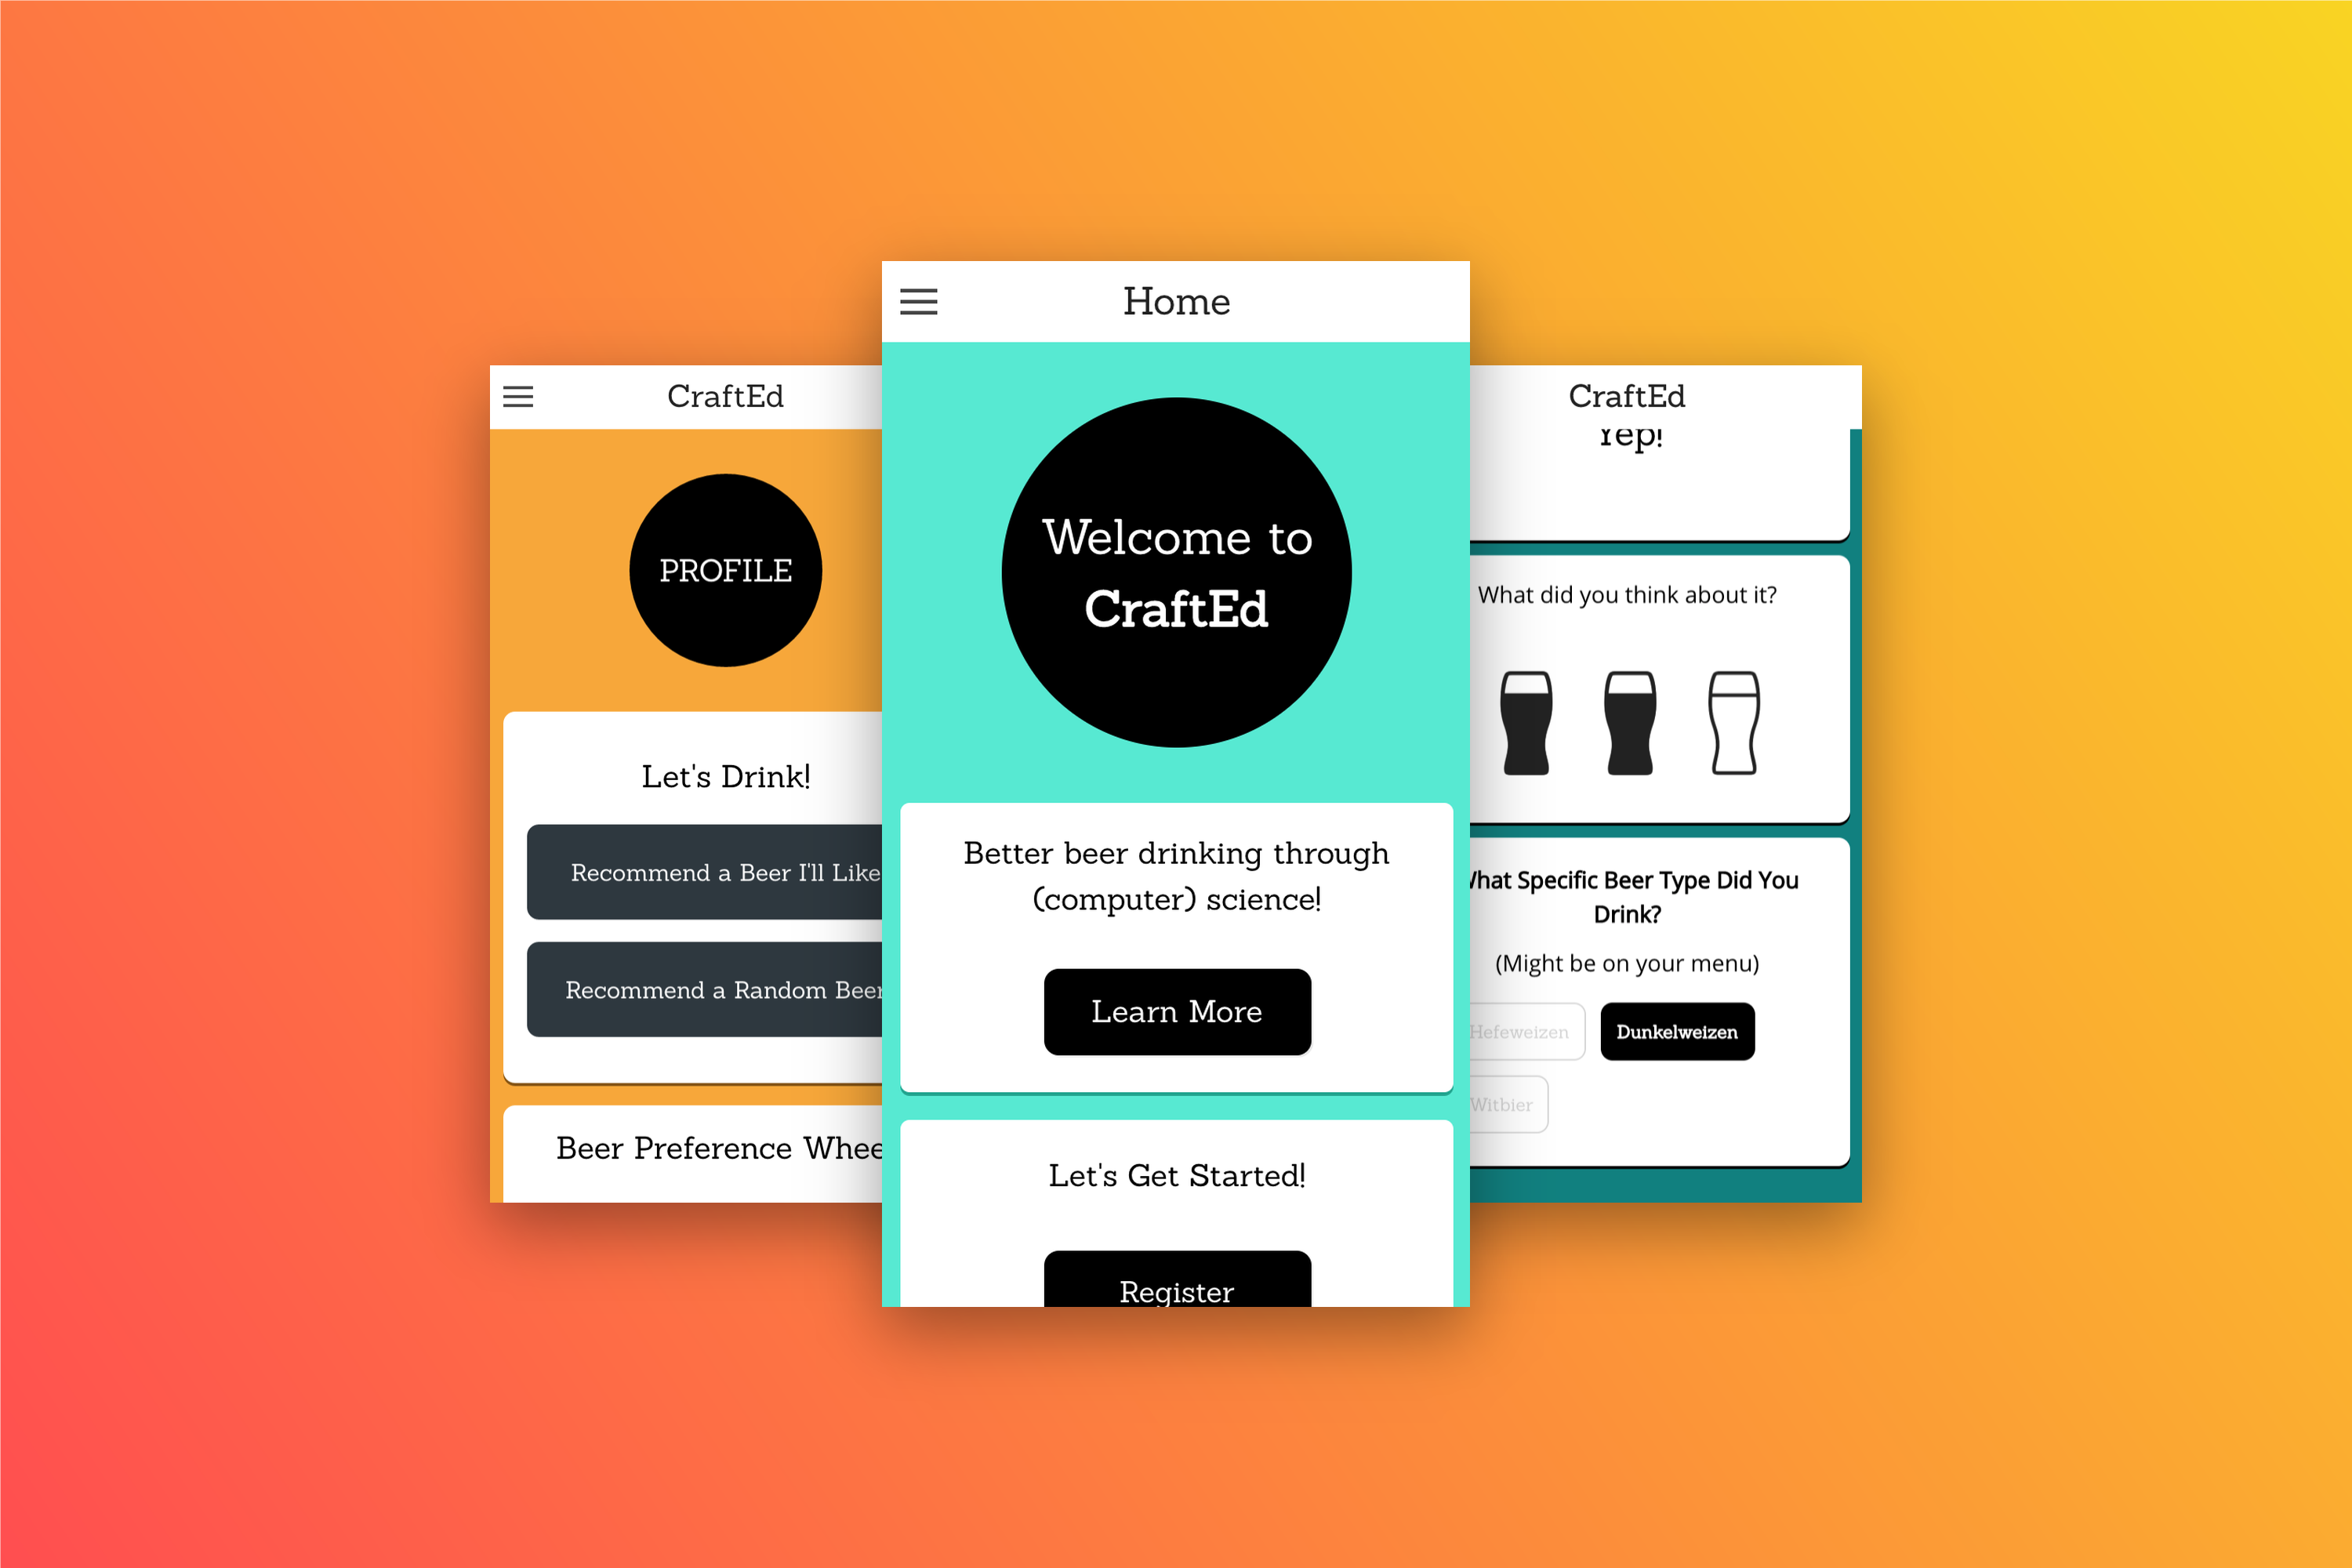 CraftEd
PROFILE
Let's Drink!
Recommend a Beer I'll Like
Recommend a Random Beer
Beer Preference
Home
Welcome to
CraftEd
Better beer drinking through
(computer) science!
Learn More
Let's Get Started!
Register
CraftEd
Yep!
What did you think about it?
What Specific Beer Type Did You
Drink?
(Might be on your menu)
Hefeweizen
Dunkelweizen
Witbier